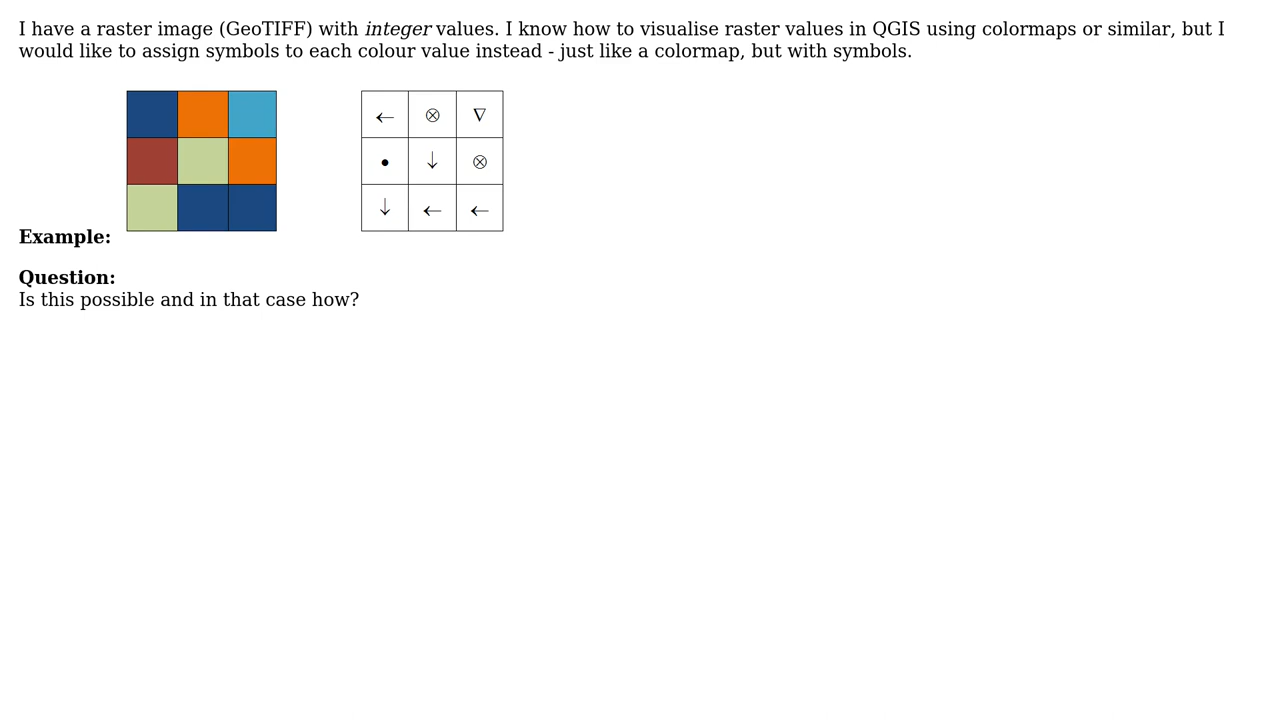 I have a raster image (GeoTIFF) with integer values. I know how to visualise raster values in QGIS using colormaps or similar, but I
would like to assign symbols to each colour value instead - just like a colormap, but with symbols.
← ⊗ ∇
• ↓ ⊗
↓ ← ←
Example:
Question:
Is this possible and in that case how?